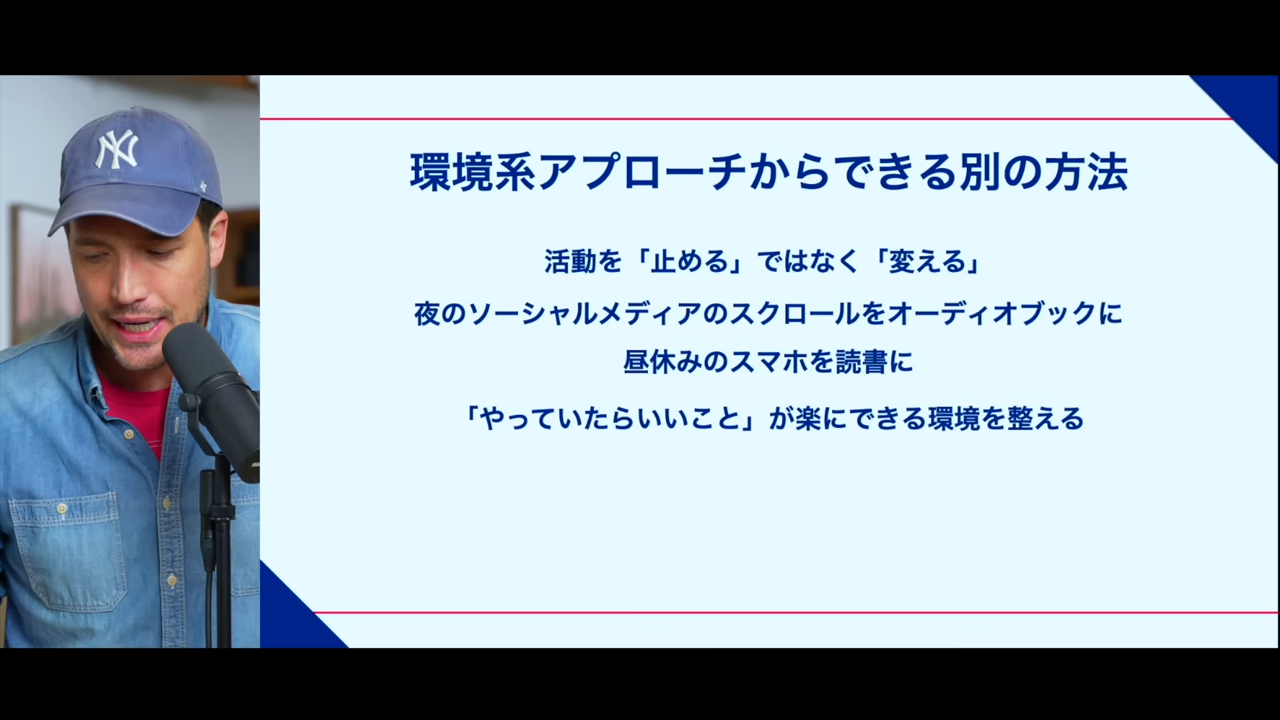 環境系アプローチからできる別の方法
活動を「止める」ではなく「変える」
夜のソーシャルメディアのスクロールをオーディオブックに
昼休みのスマホを読書に
「やっていたらいいこと」が楽にできる環境を整える
NY